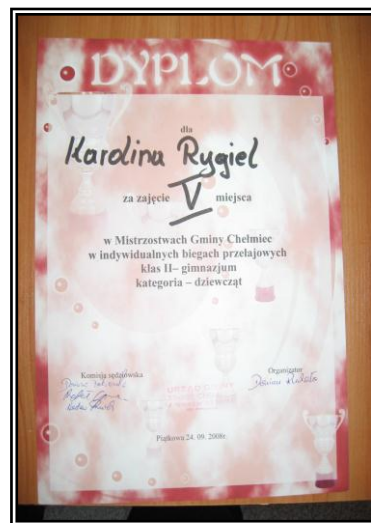 DYPLOM
dla
Karolina Rygiel
za zajęcie V miejsca
w Mistrzostwach Gminy Chełmiec
w indywidualnych biegach przełajowych
klas II– gimnazjum
kategoria – dziewcząt
Komisja sędziowska
Organizator
Piątkowa 24. 09. 2008r.